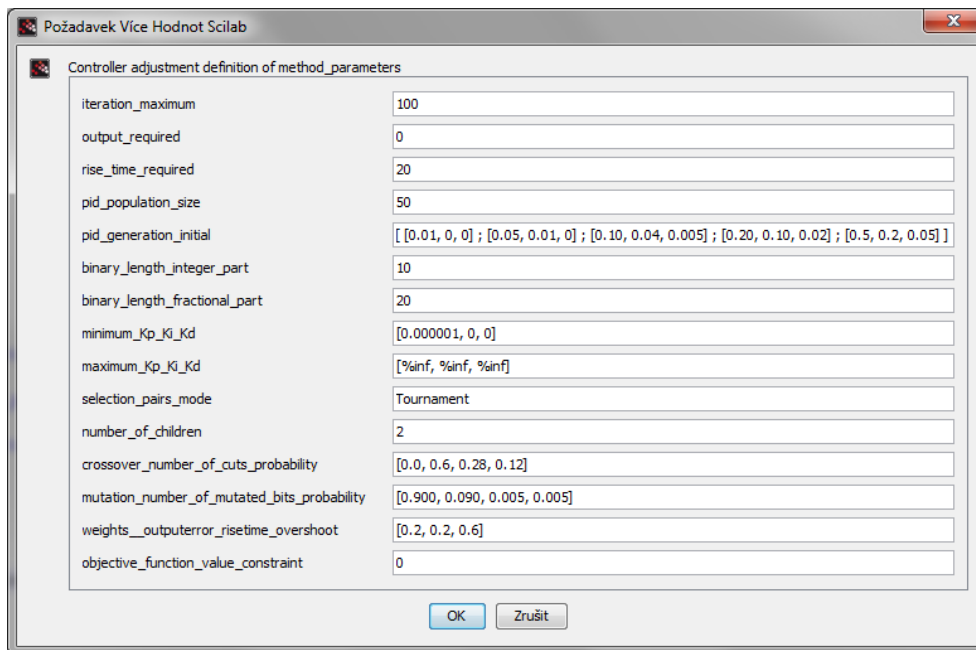 Požadavek Více Hodnot Scilab
Controller adjustment definition of method_parameters
iteration_maximum 100
output_required 0
rise_time_required 20
pid_population_size 50
pid_generation_initial [ [0.01, 0, 0] ; [0.05, 0.01, 0] ; [0.10, 0.04, 0.005] ; [0.20, 0.10, 0.02] ; [0.5, 0.2, 0.05] ]
binary_length_integer_part 10
binary_length_fractional_part 20
minimum_Kp_Ki_Kd [0.000001, 0, 0]
maximum_Kp_Ki_Kd [%inf, %inf, %inf]
selection_pairs_mode Tournament
number_of_children 2
crossover_number_of_cuts_probability [0.0, 0.6, 0.28, 0.12]
mutation_number_of_mutated_bits_probability [0.900, 0.090, 0.005, 0.005]
weights__outputerror_risetime_overshoot [0.2, 0.2, 0.6]
objective_function_value_constraint 0
OK Zrušit